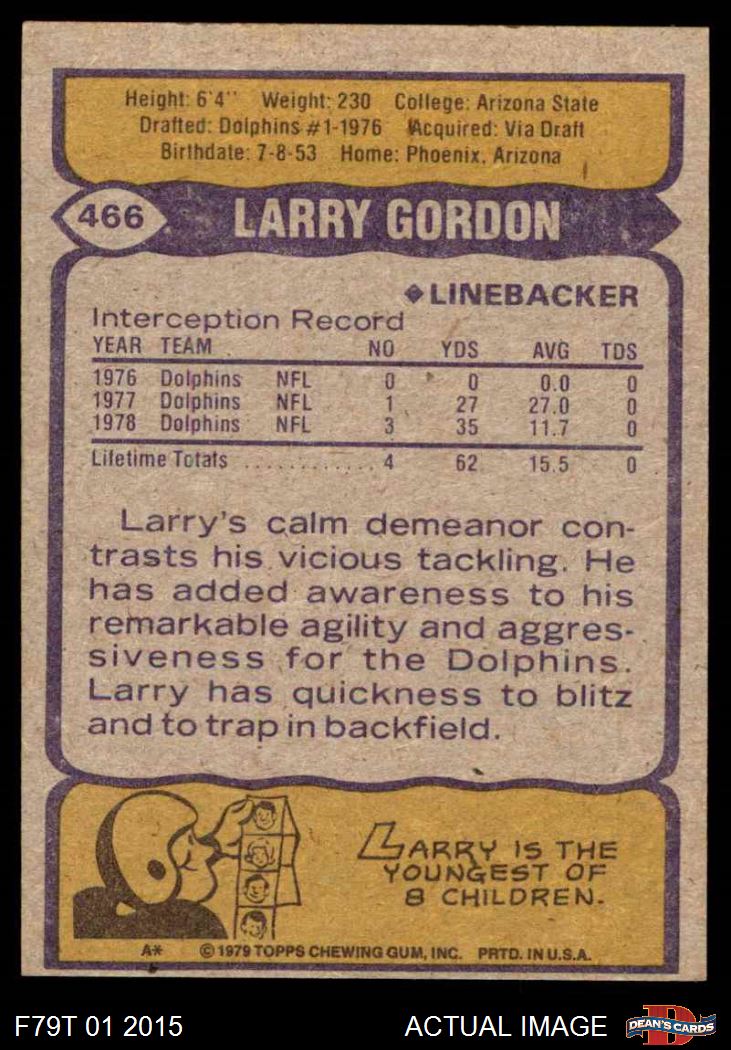 Height: 6'4" Weight: 230 College: Arizona State
Drafted: Dolphins #1-1976 Acquired: Via Draft
Birthdate: 7-8-53 Home: Phoenix, Arizona
466 LARRY GORDON
LINEBACKER
Interception Record
YEAR TEAM NO YDS AVG TDS
1976 Dolphins NFL 0 0 0.0 0
1977 Dolphins NFL 1 27 27.0 0
1978 Dolphins NFL 3 35 11.7 0
Lifetime Totals ............ 4 62 15.5 0
Larry's calm demeanor con-
trasts his vicious tackling. He
has added awareness to his
remarkable agility and aggres-
siveness for the Dolphins.
Larry has quickness to blitz
and to trap in backfield.
LARRY IS THE
YOUNGEST OF
8 CHILDREN.
A* © 1979 TOPPS CHEWING GUM, INC. PRTD. IN U.S.A.
F79T 01 2015 ACTUAL IMAGE D DEAN'S CARDS